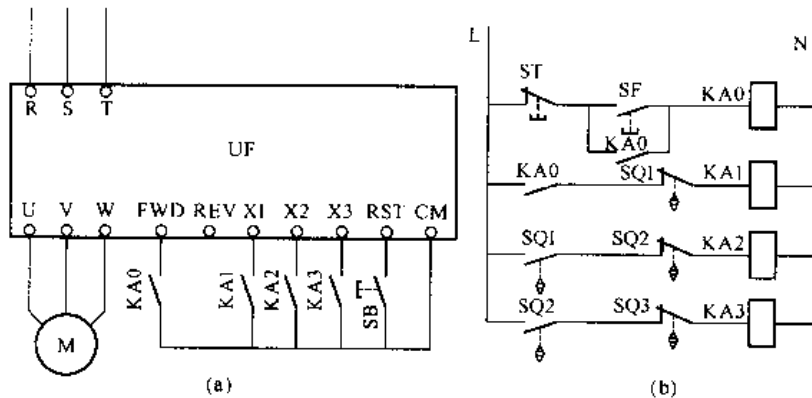 R S T
UF
U V W FWD REV X1 X2 X3 RST CM
KA0 KA1 KA2 KA3 SB
M
(a)
L N
ST SF KA0
KA0
KA0 SQ1 KA1
SQ1 SQ2 KA2
SQ2 SQ3 KA3
(b)